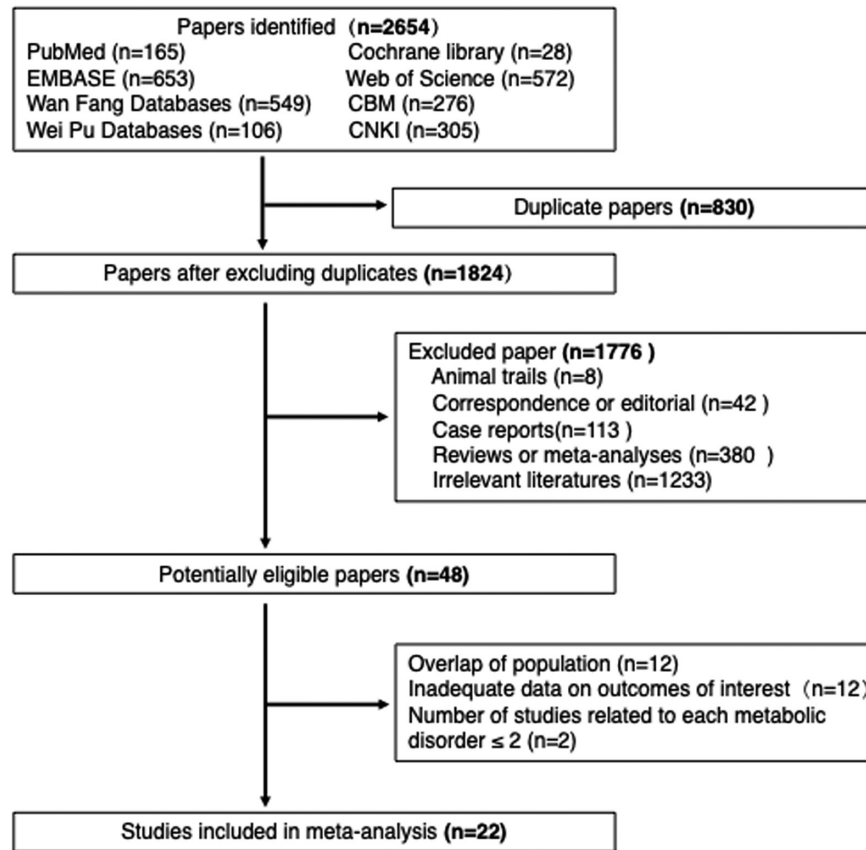 Papers identified （n=2654)
PubMed (n=165) Cochrane library (n=28)
EMBASE (n=653) Web of Science (n=572)
Wan Fang Databases (n=549) CBM (n=276)
Wei Pu Databases (n=106) CNKI (n=305)
Duplicate papers (n=830)
Papers after excluding duplicates (n=1824）
Excluded paper (n=1776 )
Animal trails (n=8)
Correspondence or editorial (n=42 )
Case reports(n=113 )
Reviews or meta-analyses (n=380 )
Irrelevant literatures (n=1233)
Potentially eligible papers (n=48)
Overlap of population (n=12)
Inadequate data on outcomes of interest （n=12)
Number of studies related to each metabolic
disorder ≤ 2 (n=2)
Studies included in meta-analysis (n=22)